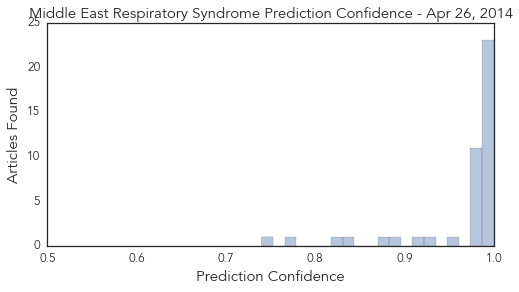 Middle East Respiratory Syndrome Prediction Confidence - Apr 26, 2014
25
20
15
10
5
0
Articles Found
0.5 0.6 0.7 0.8 0.9 1.0
Prediction Confidence